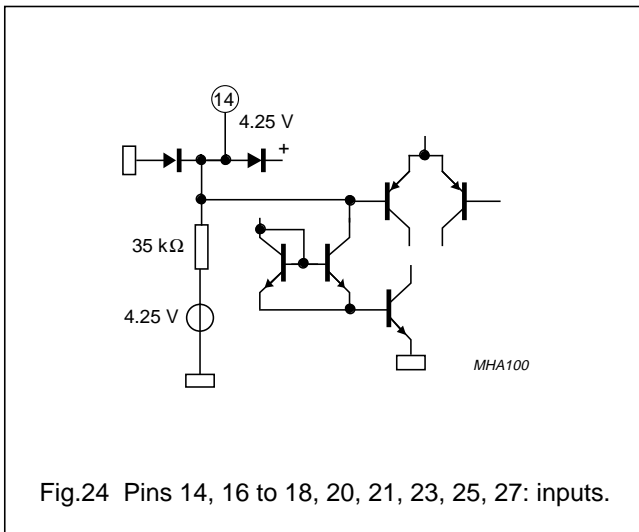 14
4.25 V
+
35 kΩ
4.25 V
MHA100
Fig.24 Pins 14, 16 to 18, 20, 21, 23, 25, 27: inputs.